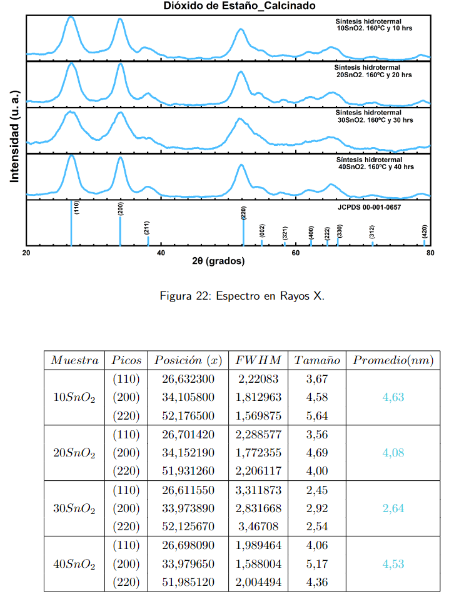 Dióxido de Estaño_Calcinado
Síntesis hidrotermal
10SnO2. 160ºC y 10 hrs
Síntesis hidrotermal
20SnO2. 160ºC y 20 hrs
Síntesis hidrotermal
30SnO2. 160ºC y 30 hrs
Síntesis hidrotermal
40SnO2. 160ºC y 40 hrs
JCPDS 00-001-0657
Intensidad (u. a.)
(110)
(200)
(211)
(220)
(002)
(321)
(400)
(222)
(330)
(312)
(420)
20 40 60 80
2θ (grados)
Figura 22: Espectro en Rayos X.
Muestra Picos Posición (x) FWHM Tamaño Promedio(nm)
(110) 26,632300 2,22083 3,67
10SnO2 (200) 34,105800 1,812963 4,58 4,63
(220) 52,176500 1,569875 5,64
(110) 26,701420 2,288577 3,56
20SnO2 (200) 34,152190 1,772355 4,69 4,08
(220) 51,931260 2,206117 4,00
(110) 26,611550 3,311873 2,45
30SnO2 (200) 33,973890 2,831668 2,92 2,64
(220) 52,125670 3,46708 2,54
(110) 26,698090 1,989464 4,06
40SnO2 (200) 33,979650 1,588004 5,17 4,53
(220) 51,985120 2,004494 4,36